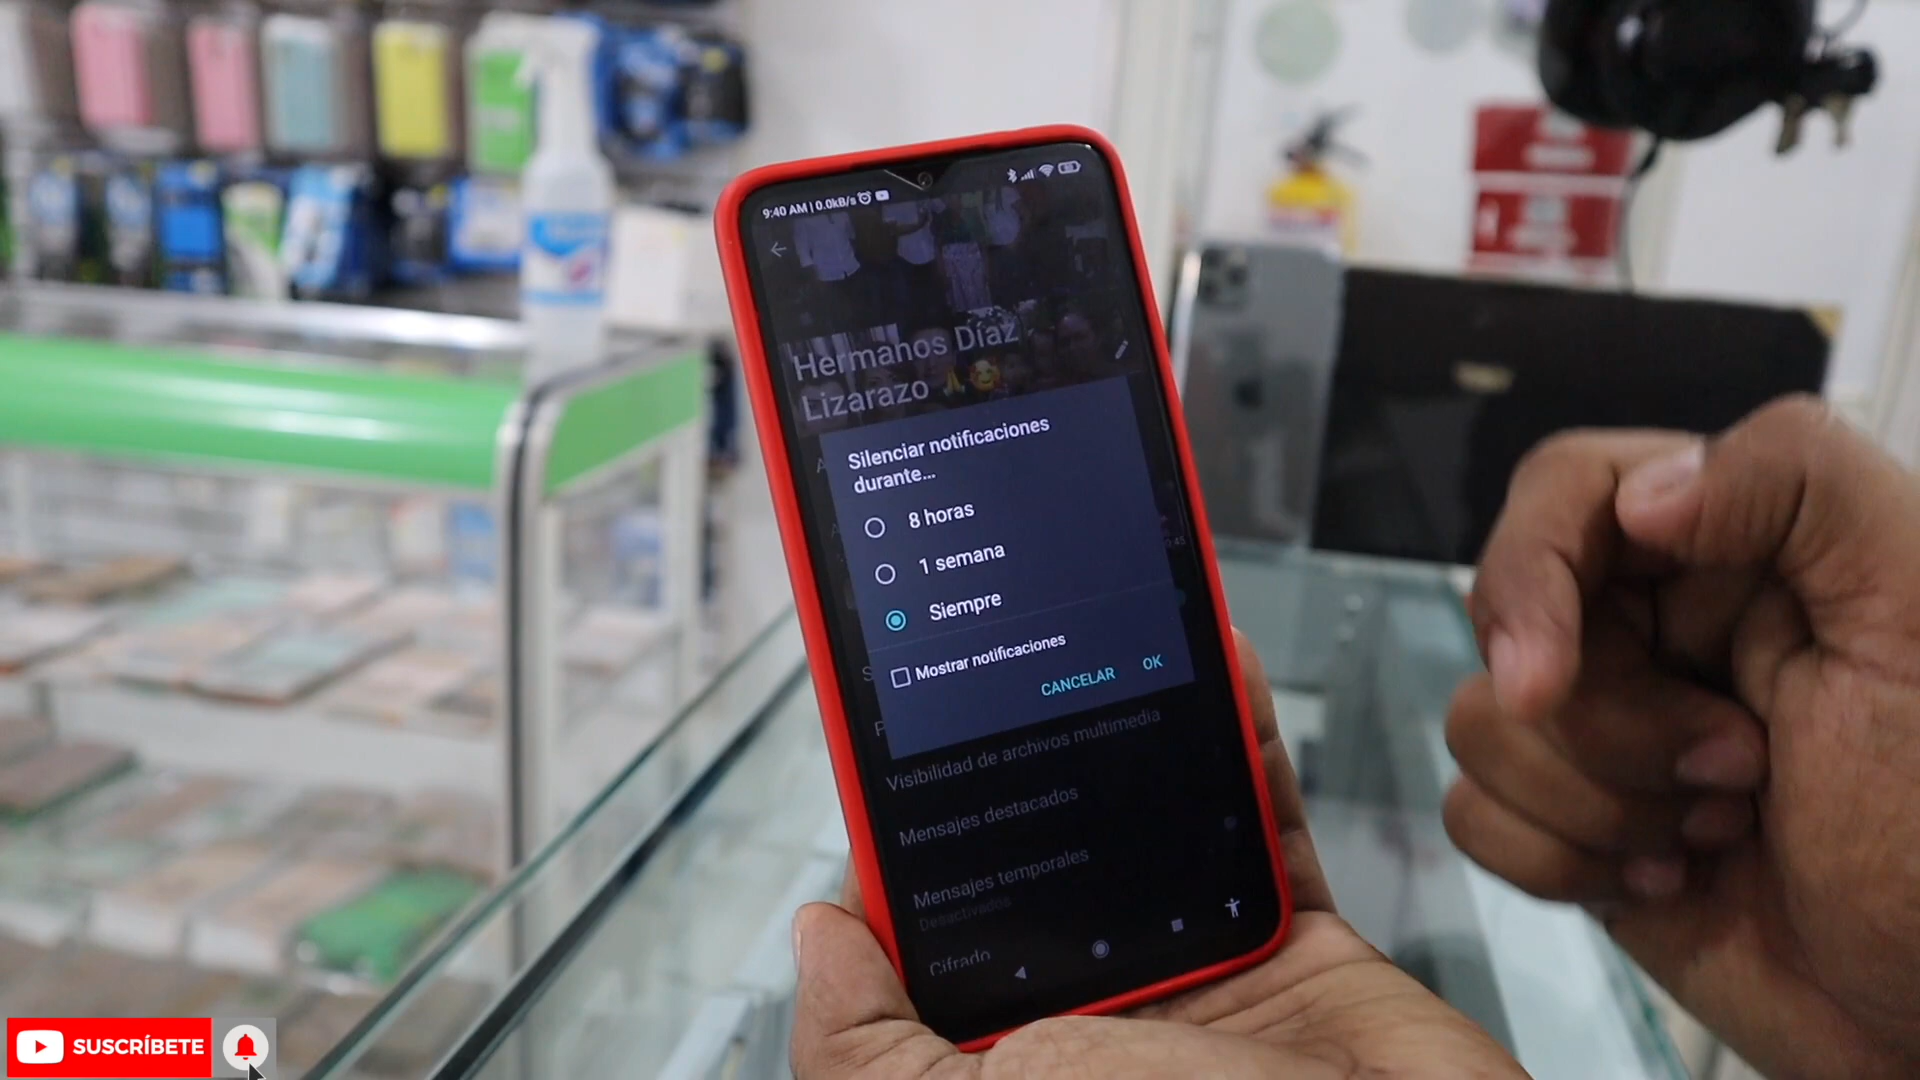 9:40 AM | 0.0kB/s
Hermanos Díaz
Lizarazo 🙏🥰
Silenciar notificaciones
durante...
8 horas
1 semana
Siempre
Mostrar notificaciones
CANCELAR OK
Visibilidad de archivos multimedia
Mensajes destacados
Mensajes temporales
Desactivados
Cifrado
SUSCRÍBETE